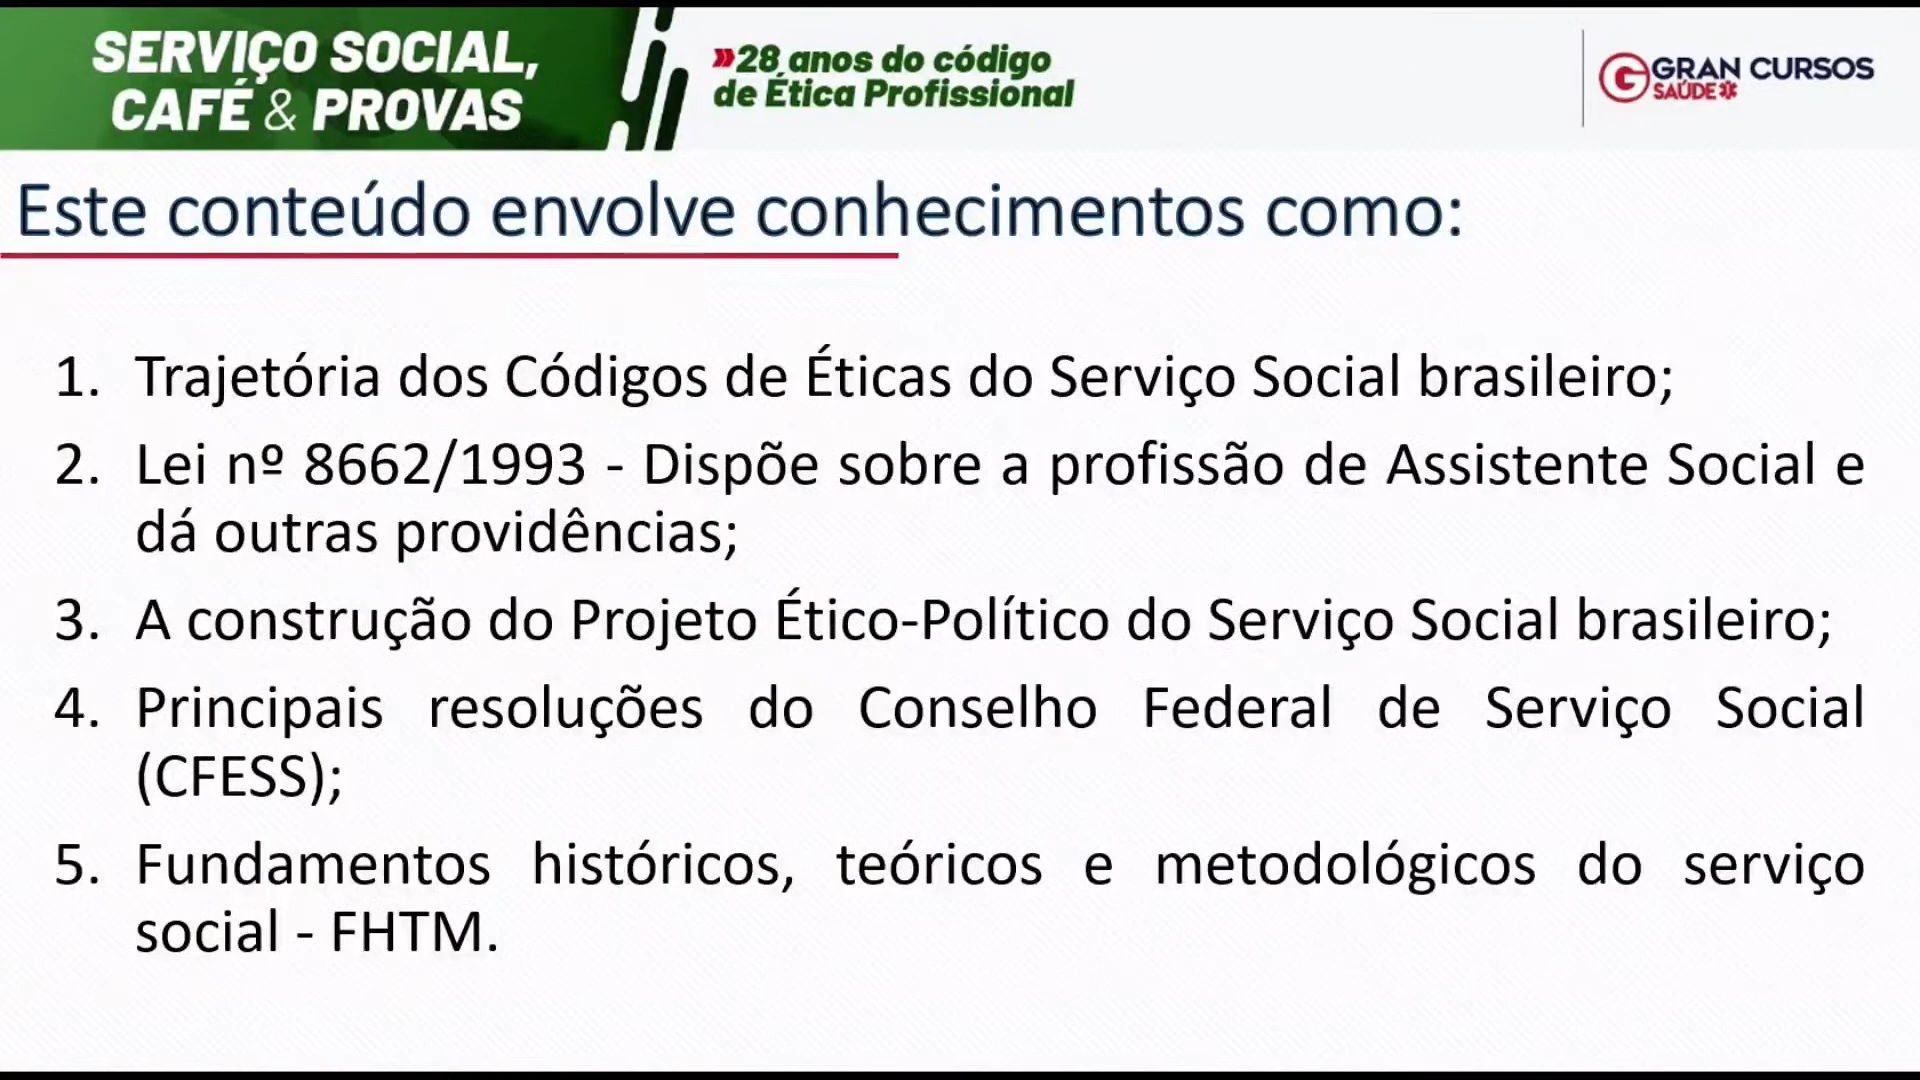 SERVIÇO SOCIAL,
CAFÉ & PROVAS
»28 anos do código
de Ética Profissional
GRAN CURSOS
SAÚDE
Este conteúdo envolve conhecimentos como:
1. Trajetória dos Códigos de Éticas do Serviço Social brasileiro;
2. Lei nº 8662/1993 - Dispõe sobre a profissão de Assistente Social e
dá outras providências;
3. A construção do Projeto Ético-Político do Serviço Social brasileiro;
4. Principais resoluções do Conselho Federal de Serviço Social
(CFESS);
5. Fundamentos históricos, teóricos e metodológicos do serviço
social - FHTM.